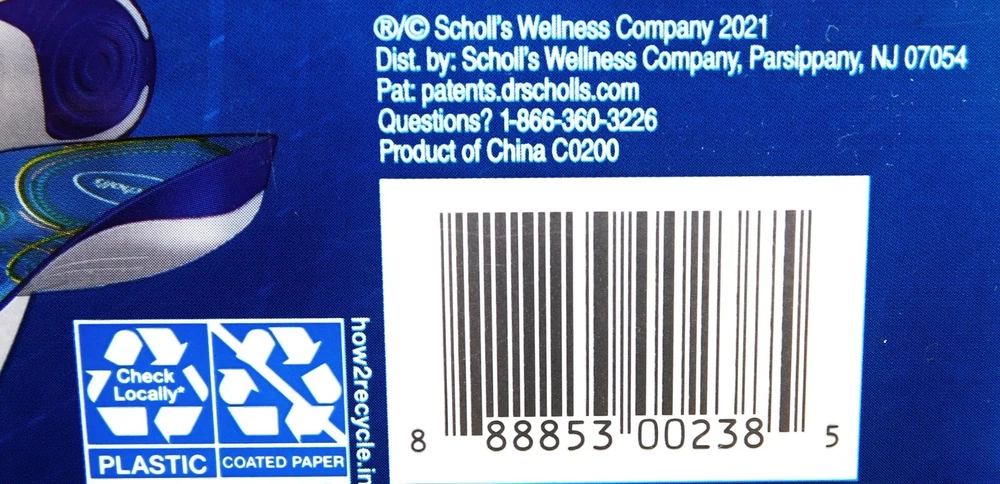 ®/© Scholl's Wellness Company 2021
Dist. by: Scholl's Wellness Company, Parsippany, NJ 07054
Pat: patents.drscholls.com
Questions? 1-866-360-3226
Product of China C0200
8 88853 00238 5
Check
Locally*
PLASTIC
COATED PAPER
how2recycle.in